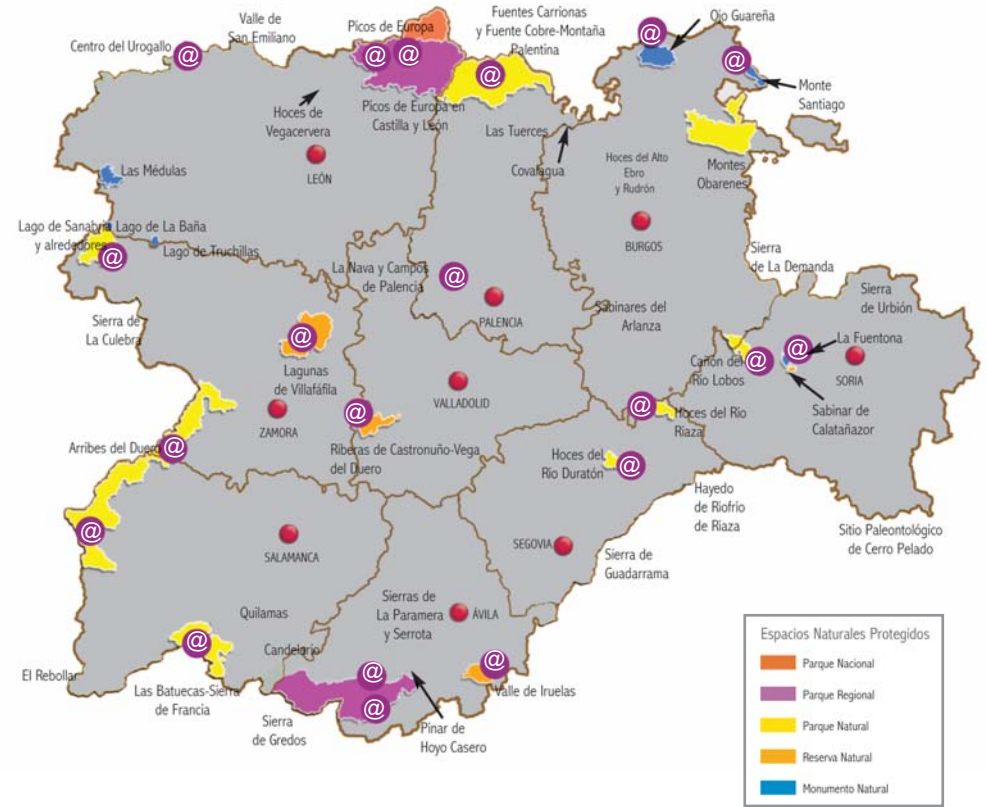 Valle de
San Emiliano
Centro del Urogallo
@
Picos de Europa
@
@
Fuentes Carrionas
y Fuente Cobre-Montaña
Palentina
@
@
Ojo Guareña
@
Monte
Santiago
Hoces de
Vegacervera
Picos de Europa en
Castilla y León
Las Tuerces
Covalagua
Hoces del Alto
Ebro
y Rudrón
Montes
Obarenes
LEÓN
Las Médulas
BURGOS
Lago de Sanabria
y alrededores
@
Lago de La Baña
Lago de Truchillas
La Nava y Campos
de Palencia
@
PALENCIA
Sierra
de La Demanda
Sierra
de Urbión
Sierra de
La Culebra
@
Lagunas
de Villafáfila
Sabinares del
Arlanza
Cañón del
Río Lobos
@
@
La Fuentona
SORIA
Sabinar de
Calatañazor
ZAMORA
VALLADOLID
@
Riberas de Castronuño-Vega
del Duero
@
Hoces del Río
Riaza
Arribes del Duero
@
@
Hoces del
Río Duratón
@
Hayedo
de Riofrío
de Riaza
Sitio Paleontológico
de Cerro Pelado
SALAMANCA
SEGOVIA
Sierra de
Guadarrama
Sierras de
La Paramera
y Serrota
ÁVILA
Quilamas
Candelario
@
El Rebollar
Las Batuecas-Sierra
de Francia
Sierra
de Gredos
@
@
Pinar de
Hoyo Casero
@
Valle de Iruelas
Espacios Naturales Protegidos
Parque Nacional
Parque Regional
Parque Natural
Reserva Natural
Monumento Natural